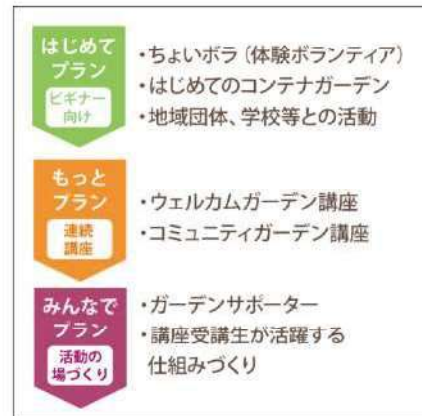 はじめて
プラン
ビギナー
向け
・ちょいボラ（体験ボランティア）
・はじめてのコンテナガーデン
・地域団体、学校等との活動
もっと
プラン
連続
講座
・ウェルカムガーデン講座
・コミュニティガーデン講座
みんなで
プラン
活動の
場づくり
・ガーデンサポーター
・講座受講生が活躍する
仕組みづくり